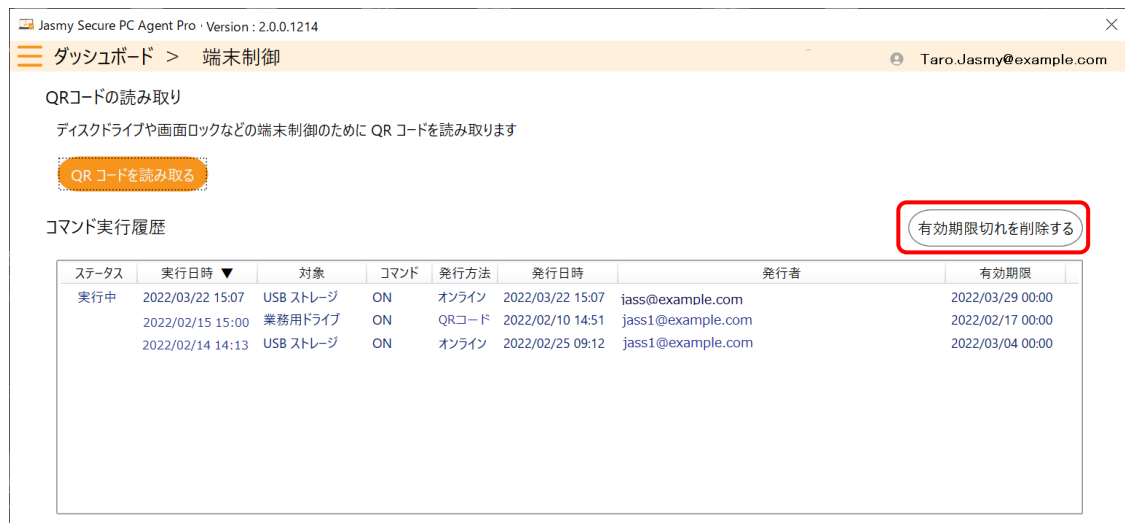 Jasmy Secure PC Agent Pro · Version : 2.0.0.1214
ダッシュボード > 端末制御 Taro.Jasmy@example.com
QRコードの読み取り
ディスクドライブや画面ロックなどの端末制御のために QR コードを読み取ります
QR コードを読み取る
コマンド実行履歴 有効期限切れを削除する
ステータス 実行日時 ▼ 対象 コマンド 発行方法 発行日時 発行者 有効期限
実行中 2022/03/22 15:07 USB ストレージ ON オンライン 2022/03/22 15:07 jass@example.com 2022/03/29 00:00
2022/02/15 15:00 業務用ドライブ ON QRコード 2022/02/10 14:51 jass1@example.com 2022/02/17 00:00
2022/02/14 14:13 USB ストレージ ON オンライン 2022/02/25 09:12 jass1@example.com 2022/03/04 00:00